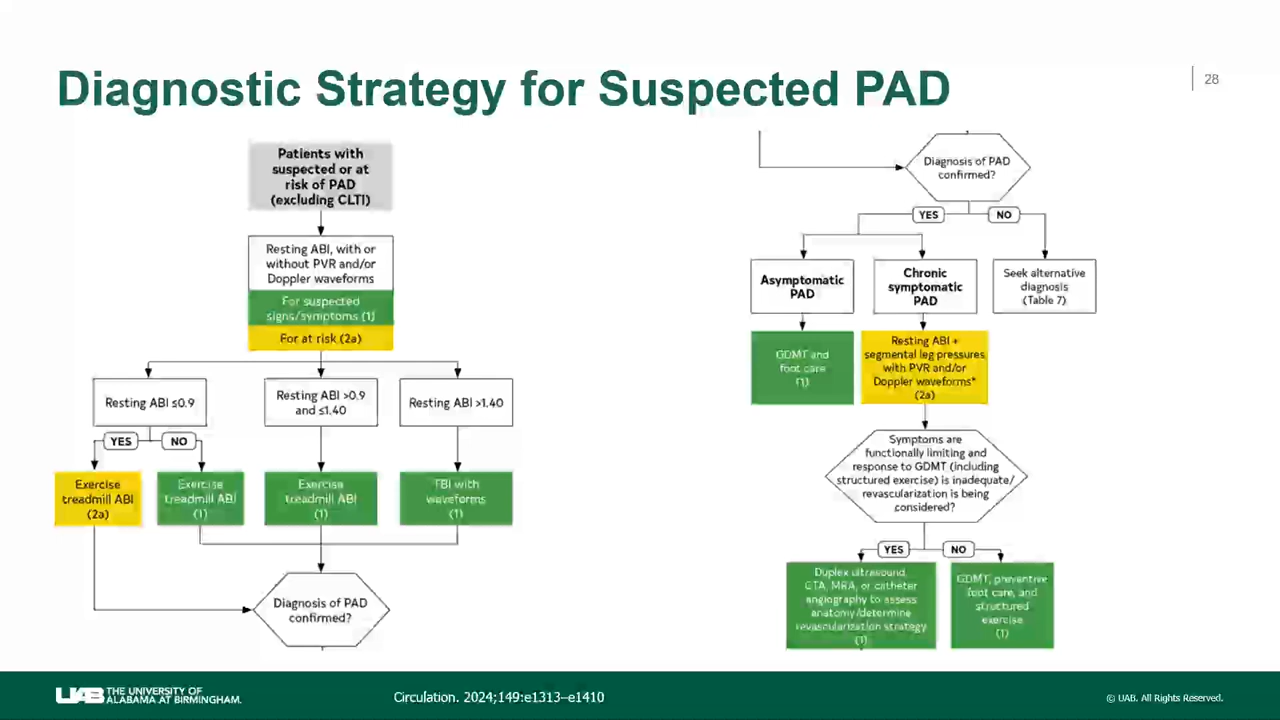 Diagnostic Strategy for Suspected PAD
28
Patients with
suspected or at
risk of PAD
(excluding CLTI)
Resting ABI, with or
without PVR and/or
Doppler waveforms
For suspected
signs/symptoms (1)
For at risk (2a)
Resting ABI ≤0.9
Resting ABI >0.9
and ≤1.40
Resting ABI >1.40
YES
NO
Exercise
treadmill ABI
(2a)
Exercise
treadmill ABI
(1)
Exercise
treadmill ABI
(1)
TBI with
waveforms
(1)
Diagnosis of PAD
confirmed?
Diagnosis of PAD
confirmed?
YES
NO
Asymptomatic
PAD
Chronic
symptomatic
PAD
Seek alternative
diagnosis
(Table 7)
GDMT and
foot care
(1)
Resting ABI +
segmental leg pressures
with PVR and/or
Doppler waveforms*
(2a)
Symptoms are
functionally limiting and
response to GDMT (including
structured exercise) is inadequate/
revascularization is being
considered?
YES
NO
Duplex ultrasound,
CTA, MRA, or catheter
angiography to assess
anatomy/determine
revascularization strategy
(1)
GDMT, preventive
foot care, and
structured
exercise
(1)
UAB THE UNIVERSITY OF
ALABAMA AT BIRMINGHAM.
Circulation. 2024;149:e1313–e1410
© UAB. All Rights Reserved.